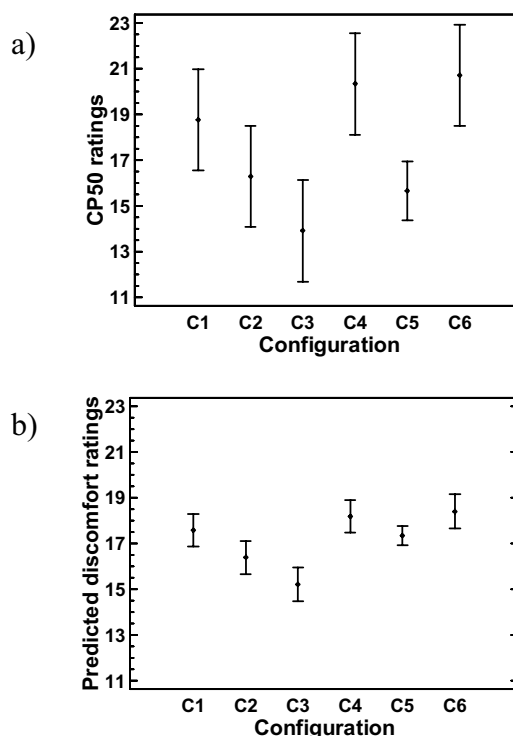 a)
CP50 ratings
23
21
19
17
15
13
11
C1 C2 C3 C4 C5 C6
Configuration
b)
Predicted discomfort ratings
23
21
19
17
15
13
11
C1 C2 C3 C4 C5 C6
Configuration